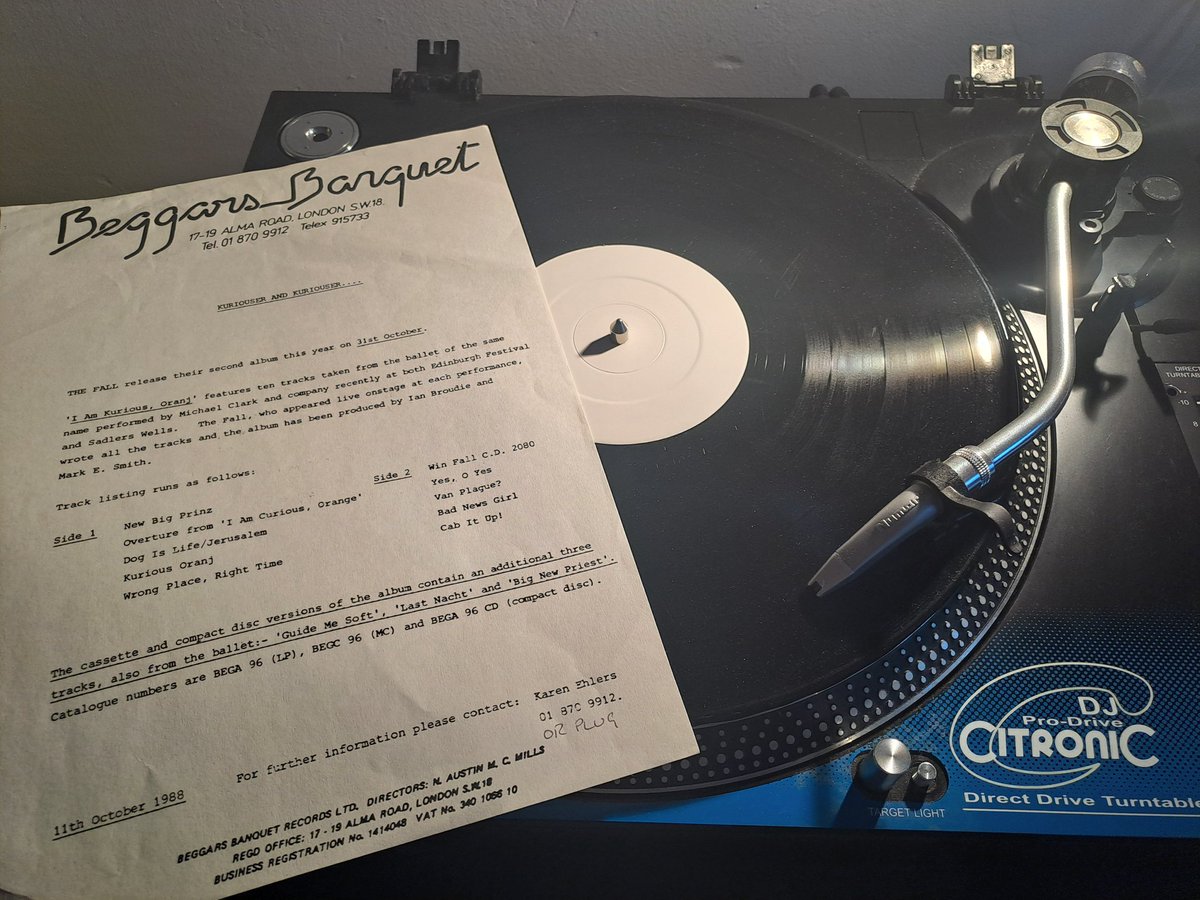 Beggars Banquet
17-19 ALMA ROAD, LONDON S.W.18.
Tel. 01 870 9912 Telex 915733
KURIOUSER AND KURIOUSER....
THE FALL release their second album this year on 31st October.
'I Am Kurious, Oranj' features ten tracks taken from the ballet of the same
name performed by Michael Clark and company recently at both Edinburgh Festival
and Sadlers Wells. The Fall, who appeared live onstage at each performance,
wrote all the tracks and the album has been produced by Ian Broudie and
Mark E. Smith.
Track listing runs as follows:
Side 1 New Big Prinz
Overture from 'I Am Curious, Orange'
Dog Is Life/Jerusalem
Kurious Oranj
Wrong Place, Right Time
Side 2 Win Fall C.D. 2080
Yes, O Yes
Van Plague?
Bad News Girl
Cab It Up!
The cassette and compact disc versions of the album contain an additional three
tracks, also from the ballet:- 'Guide Me Soft', 'Last Nacht' and 'Big New Priest'.
Catalogue numbers are BEGA 96 (LP), BEGC 96 (MC) and BEGA 96 CD (compact disc).
For further information please contact: Karen Ehlers
01 870 9912.
OR PLUG
11th October 1988
BEGGARS BANQUET RECORDS LTD. DIRECTORS: N. AUSTIN M. C. MILLS
REGD OFFICE: 17 - 19 ALMA ROAD, LONDON S.W.18
BUSINESS REGISTRATION No. 1414048 VAT No. 340 1056 10
DJ
Pro-Drive
CITRONIC
Direct Drive Turntable
TARGET LIGHT
DIRECT
-10
8